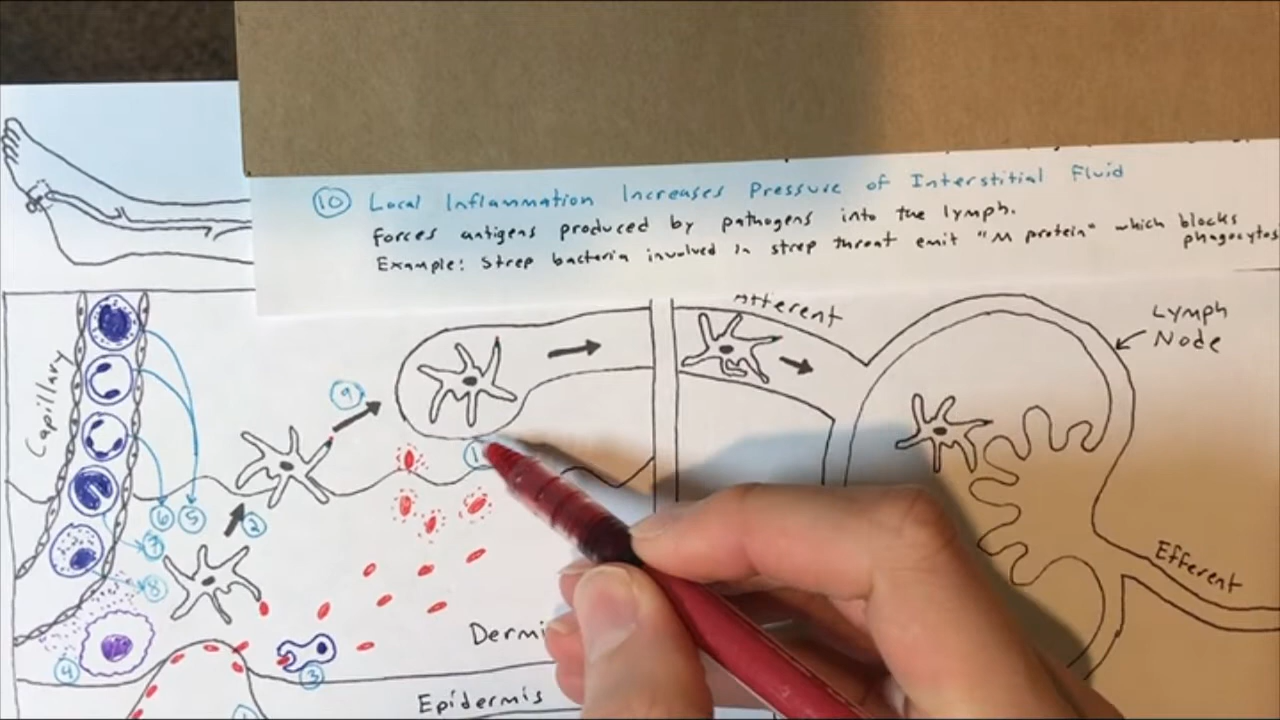 10 Local Inflammation Increases Pressure of Interstitial Fluid
Forces antigens produced by pathogens into the lymph.
Example: Strep bacteria involved in strep throat emit "M protein" which blocks
phagocytos
Afferent
Lymph
Node
Capillary
9
6 5
2
7
8
4
3
Dermi
Efferent
Epidermis